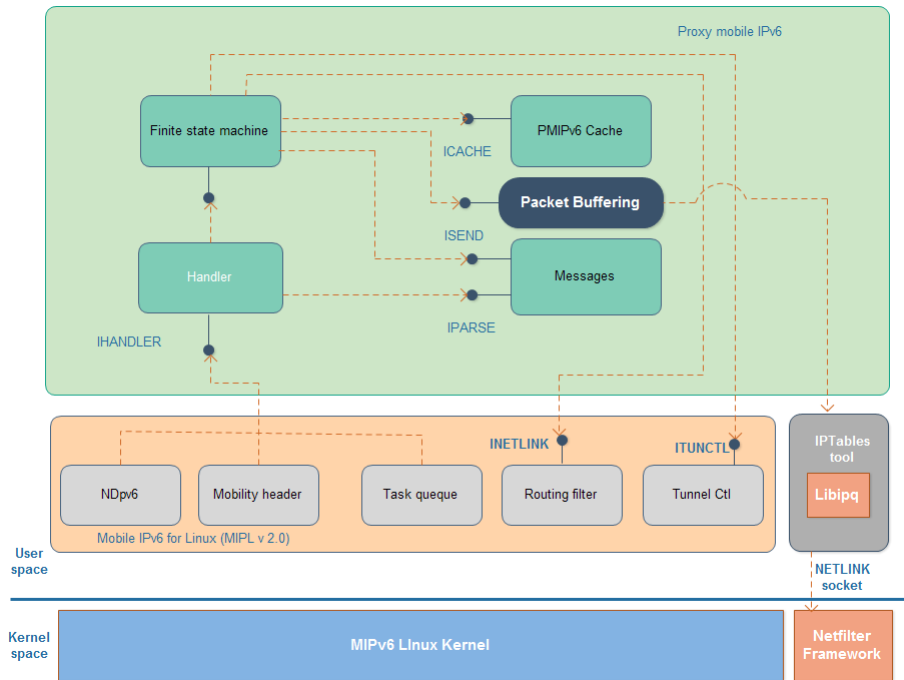 Proxy mobile IPv6
Finite state machine
PMIPv6 Cache
ICACHE
Packet Buffering
ISEND
Handler
Messages
IPARSE
IHANDLER
INETLINK
ITUNCTL
IPTables
tool
Libipq
NDpv6
Mobility header
Task queque
Routing filter
Tunnel Ctl
Mobile IPv6 for Linux (MIPL v 2.0)
User
space
NETLINK
socket
Kernel
space
MIPv6 LInux Kernel
Netfilter
Framework